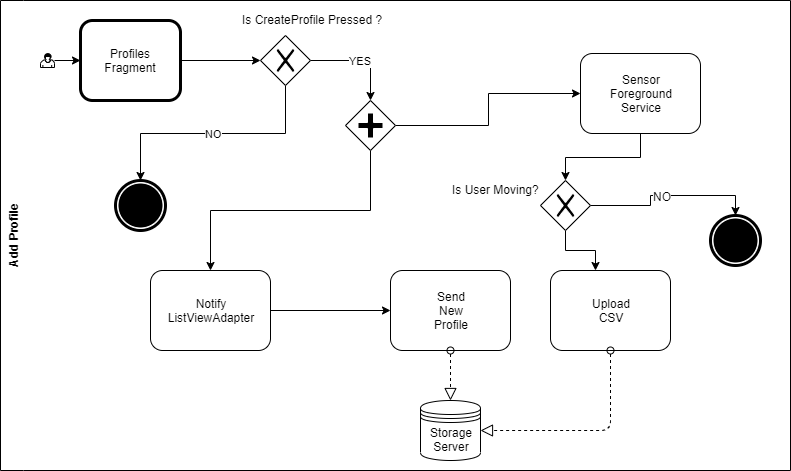 Is CreateProfile Pressed ?
Profiles
Fragment
YES
Sensor
Foreground
Service
NO
Is User Moving?
NO
Add Profile
Notify
ListViewAdapter
Send
New
Profile
Upload
CSV
Storage
Server